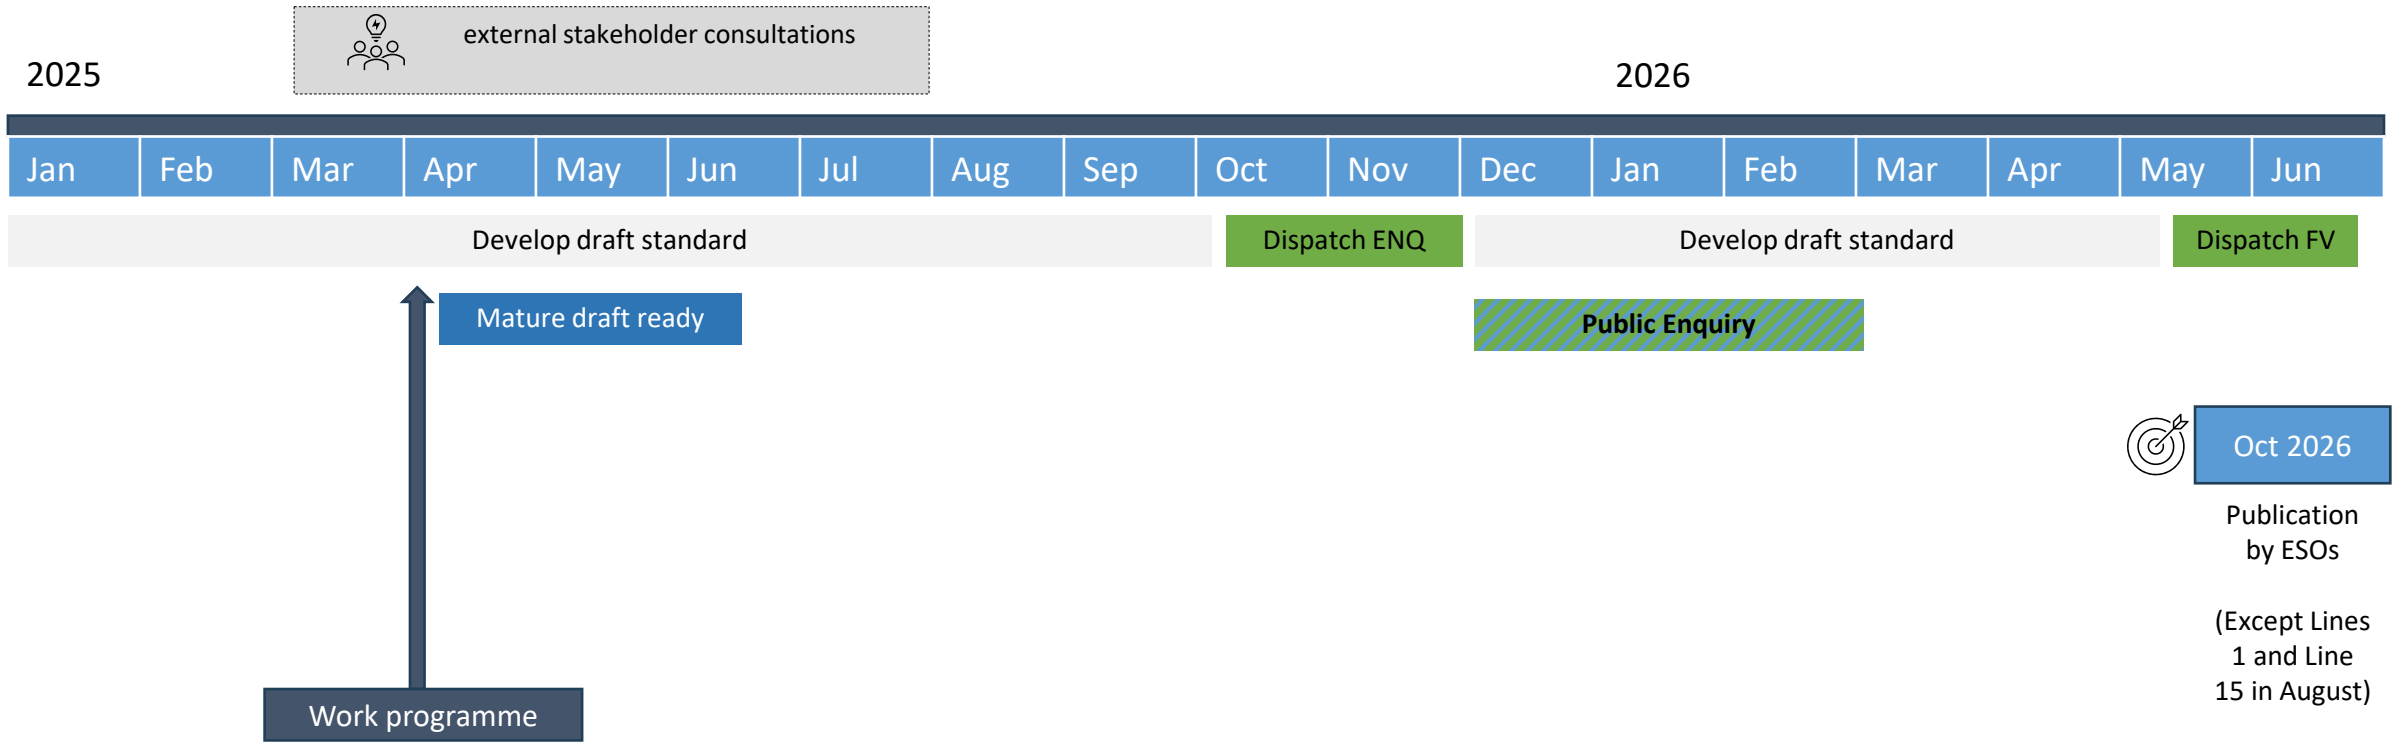 external stakeholder consultations
2025
2026
Jan Feb Mar Apr May Jun Jul Aug Sep Oct Nov Dec Jan Feb Mar Apr May Jun
Develop draft standard Dispatch ENQ Develop draft standard Dispatch FV
Mature draft ready
Public Enquiry
Oct 2026
Publication
by ESOs
(Except Lines
1 and Line
15 in August)
Work programme